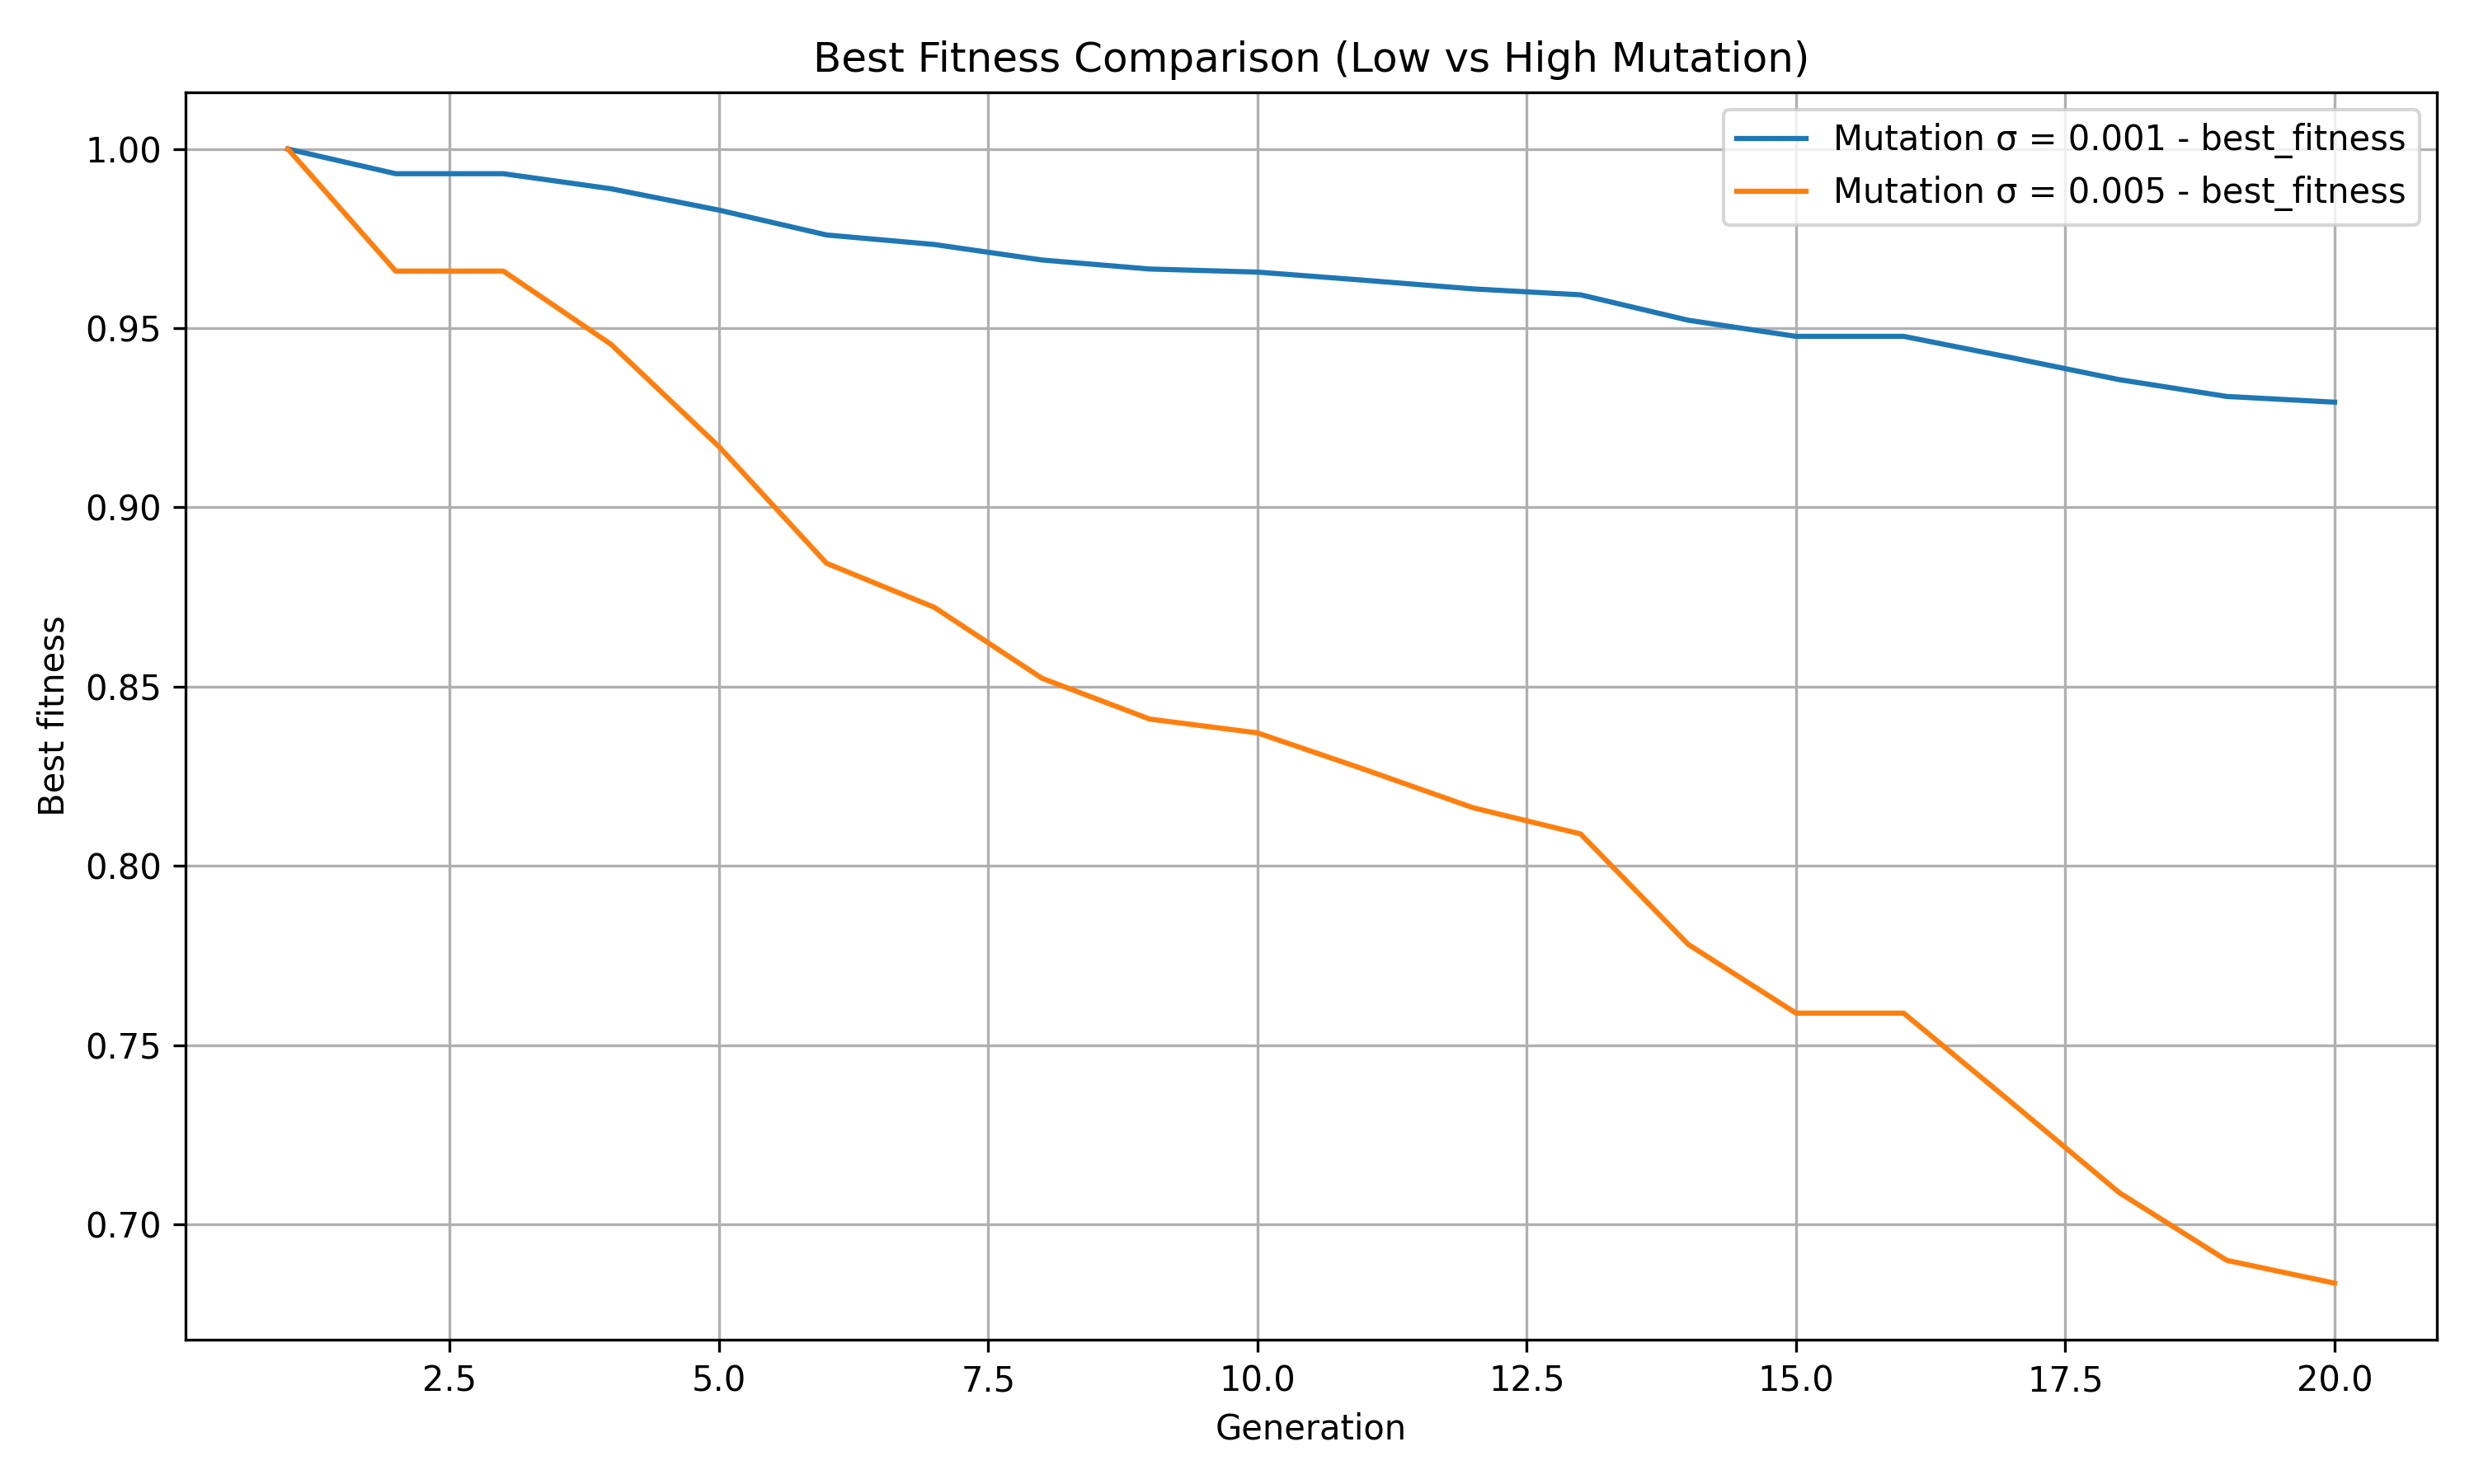 Best Fitness Comparison (Low vs High Mutation)
Mutation σ = 0.001 - best_fitness
Mutation σ = 0.005 - best_fitness
1.00
0.95
0.90
0.85
0.80
0.75
0.70
Best fitness
2.5 5.0 7.5 10.0 12.5 15.0 17.5 20.0
Generation